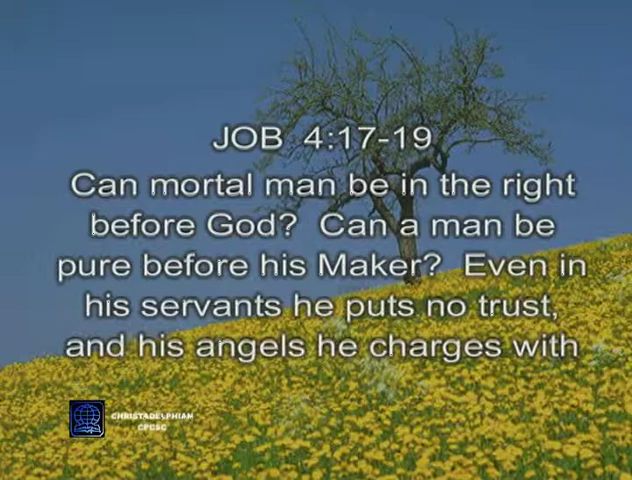 JOB 4:17-19
Can mortal man be in the right
before God? Can a man be
pure before his Maker? Even in
his servants he puts no trust,
and his angels he charges with
CHRISTADELPHIAN
CPCSC